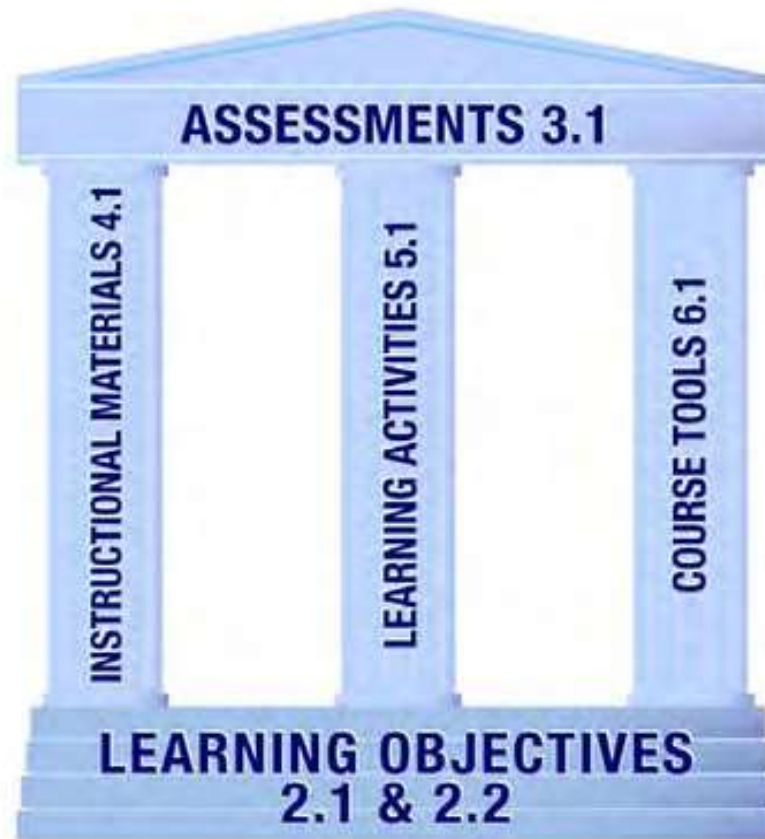 ASSESSMENTS 3.1
INSTRUCTIONAL MATERIALS 4.1
LEARNING ACTIVITIES 5.1
COURSE TOOLS 6.1
LEARNING OBJECTIVES
2.1 & 2.2